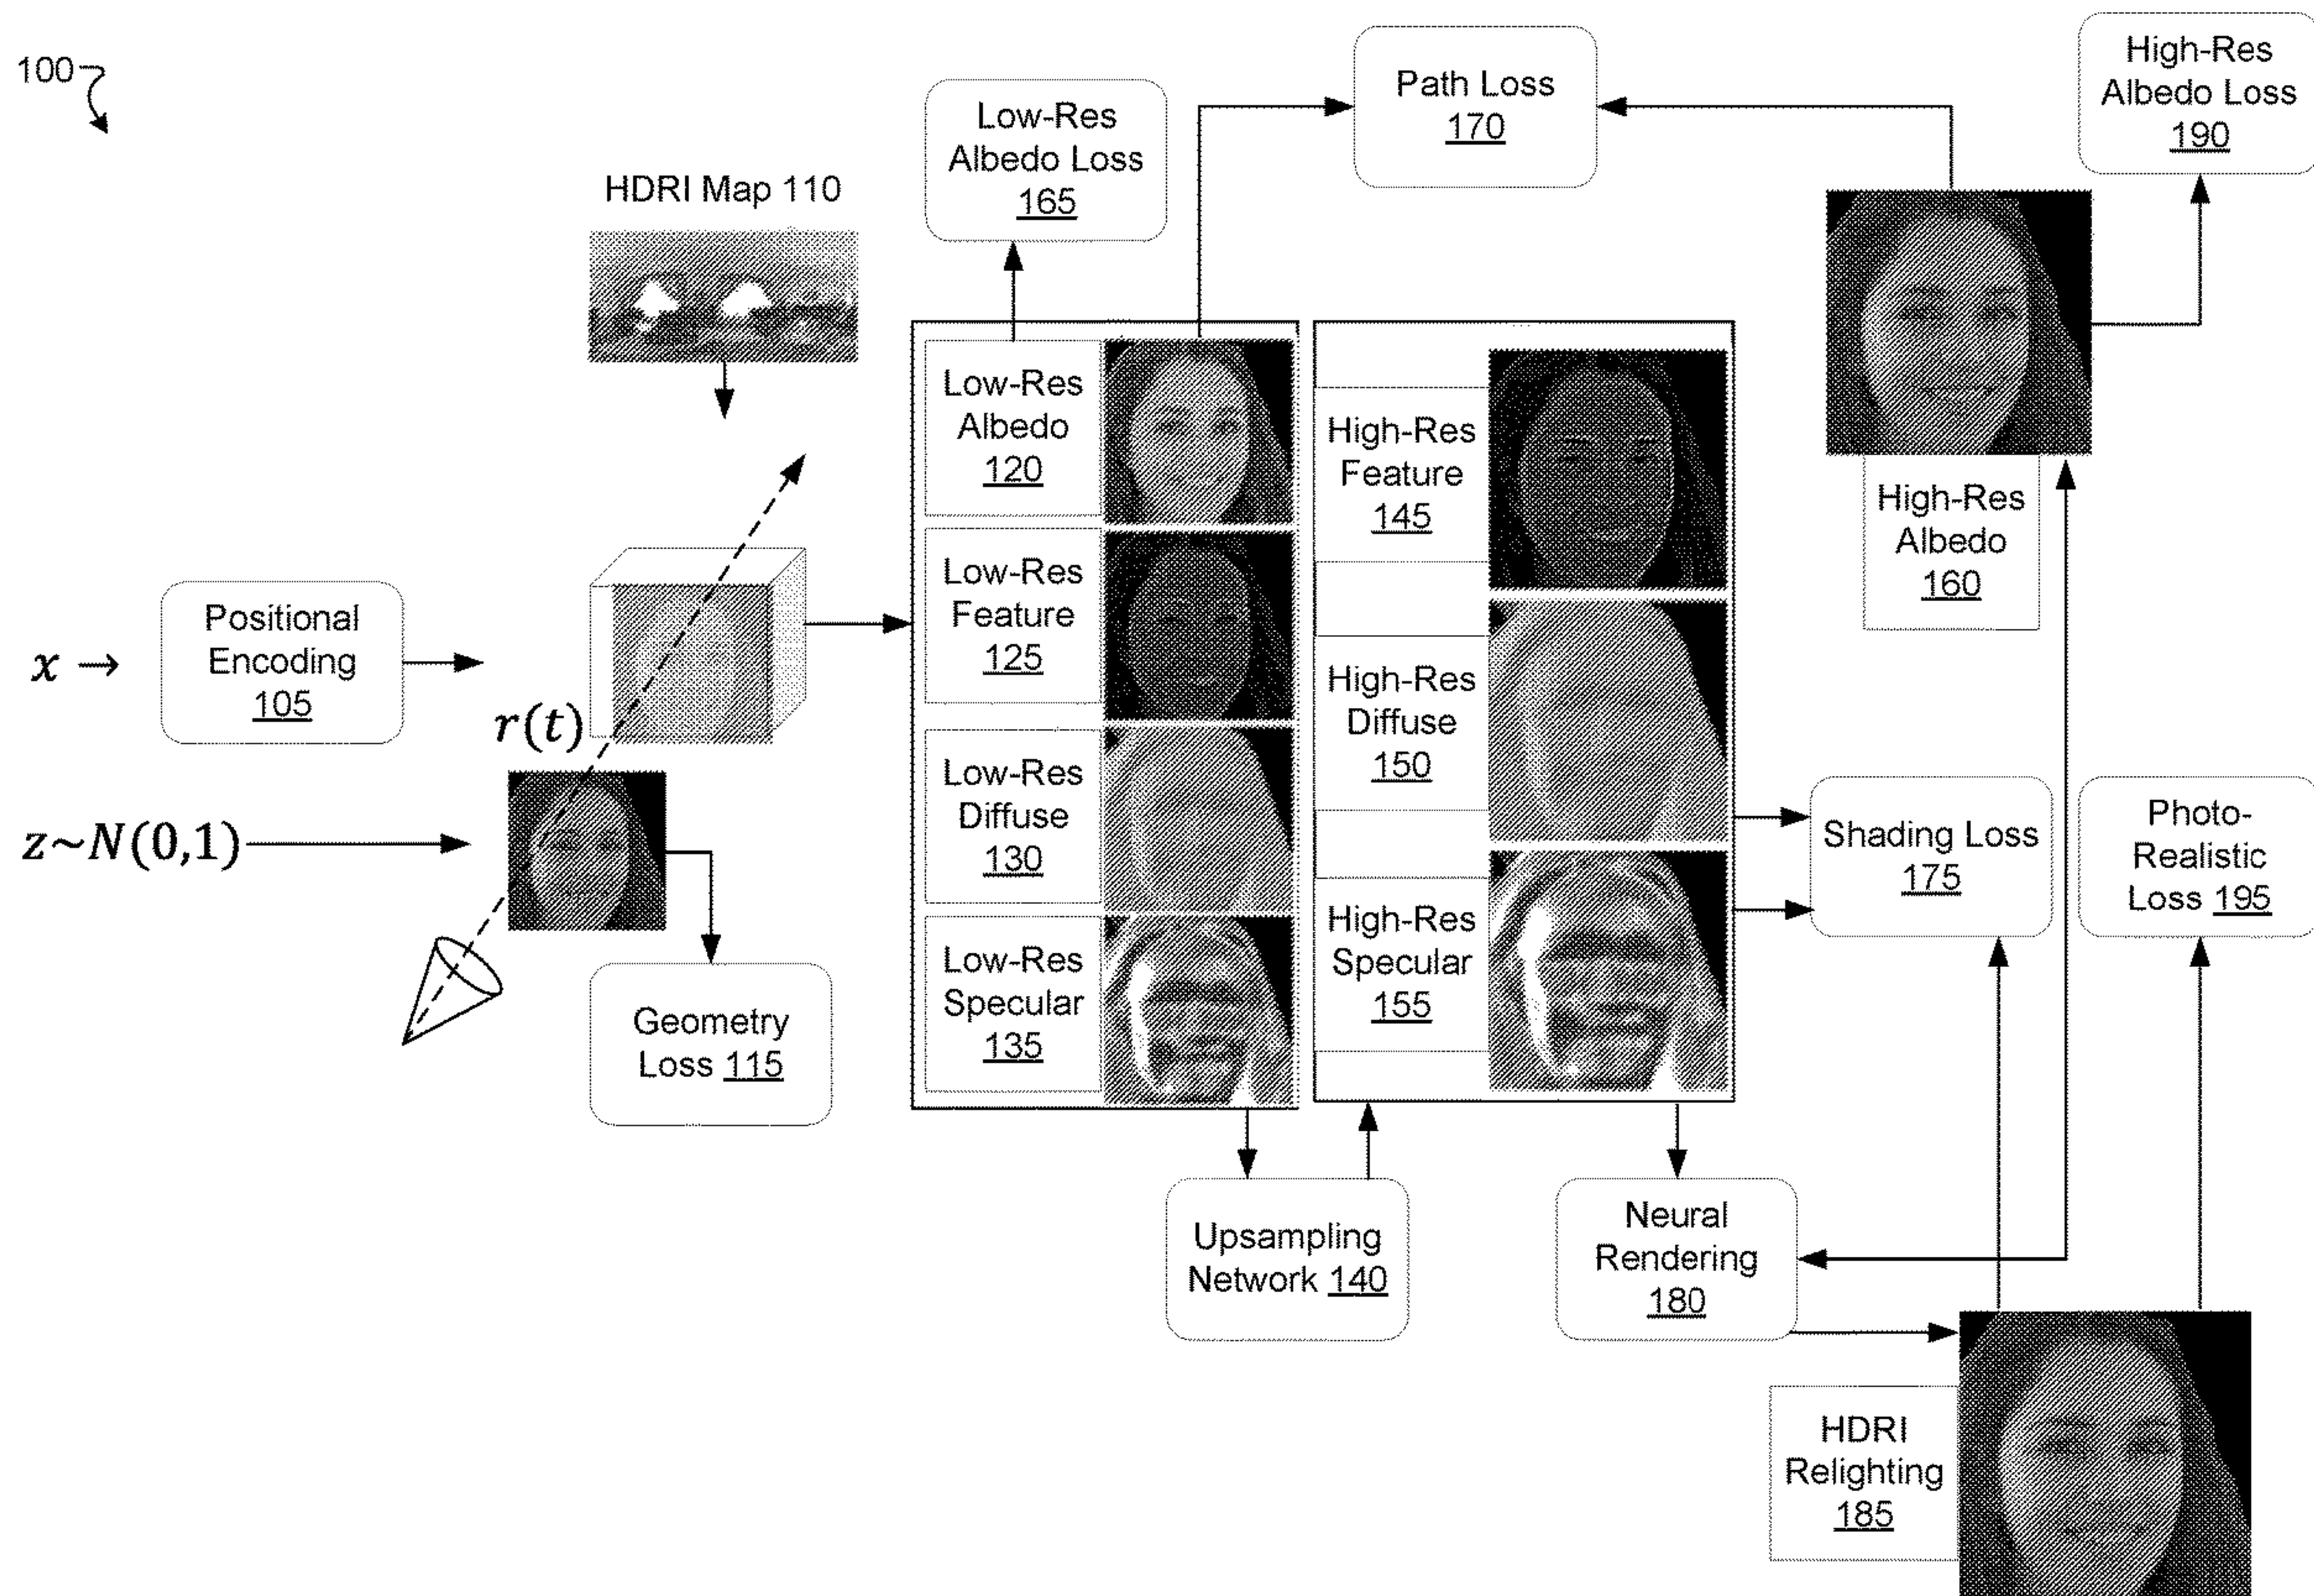 100
HDRI Map 110
Low-Res
Albedo Loss
165
Path Loss
170
High-Res
Albedo Loss
190
x →
Positional
Encoding
105
r(t)
z~N(0,1)
Geometry
Loss 115
Low-Res
Albedo
120
Low-Res
Feature
125
Low-Res
Diffuse
130
Low-Res
Specular
135
High-Res
Feature
145
High-Res
Diffuse
150
High-Res
Specular
155
High-Res
Albedo
160
Shading Loss
175
Photo-
Realistic
Loss 195
Upsampling
Network 140
Neural
Rendering
180
HDRI
Relighting
185